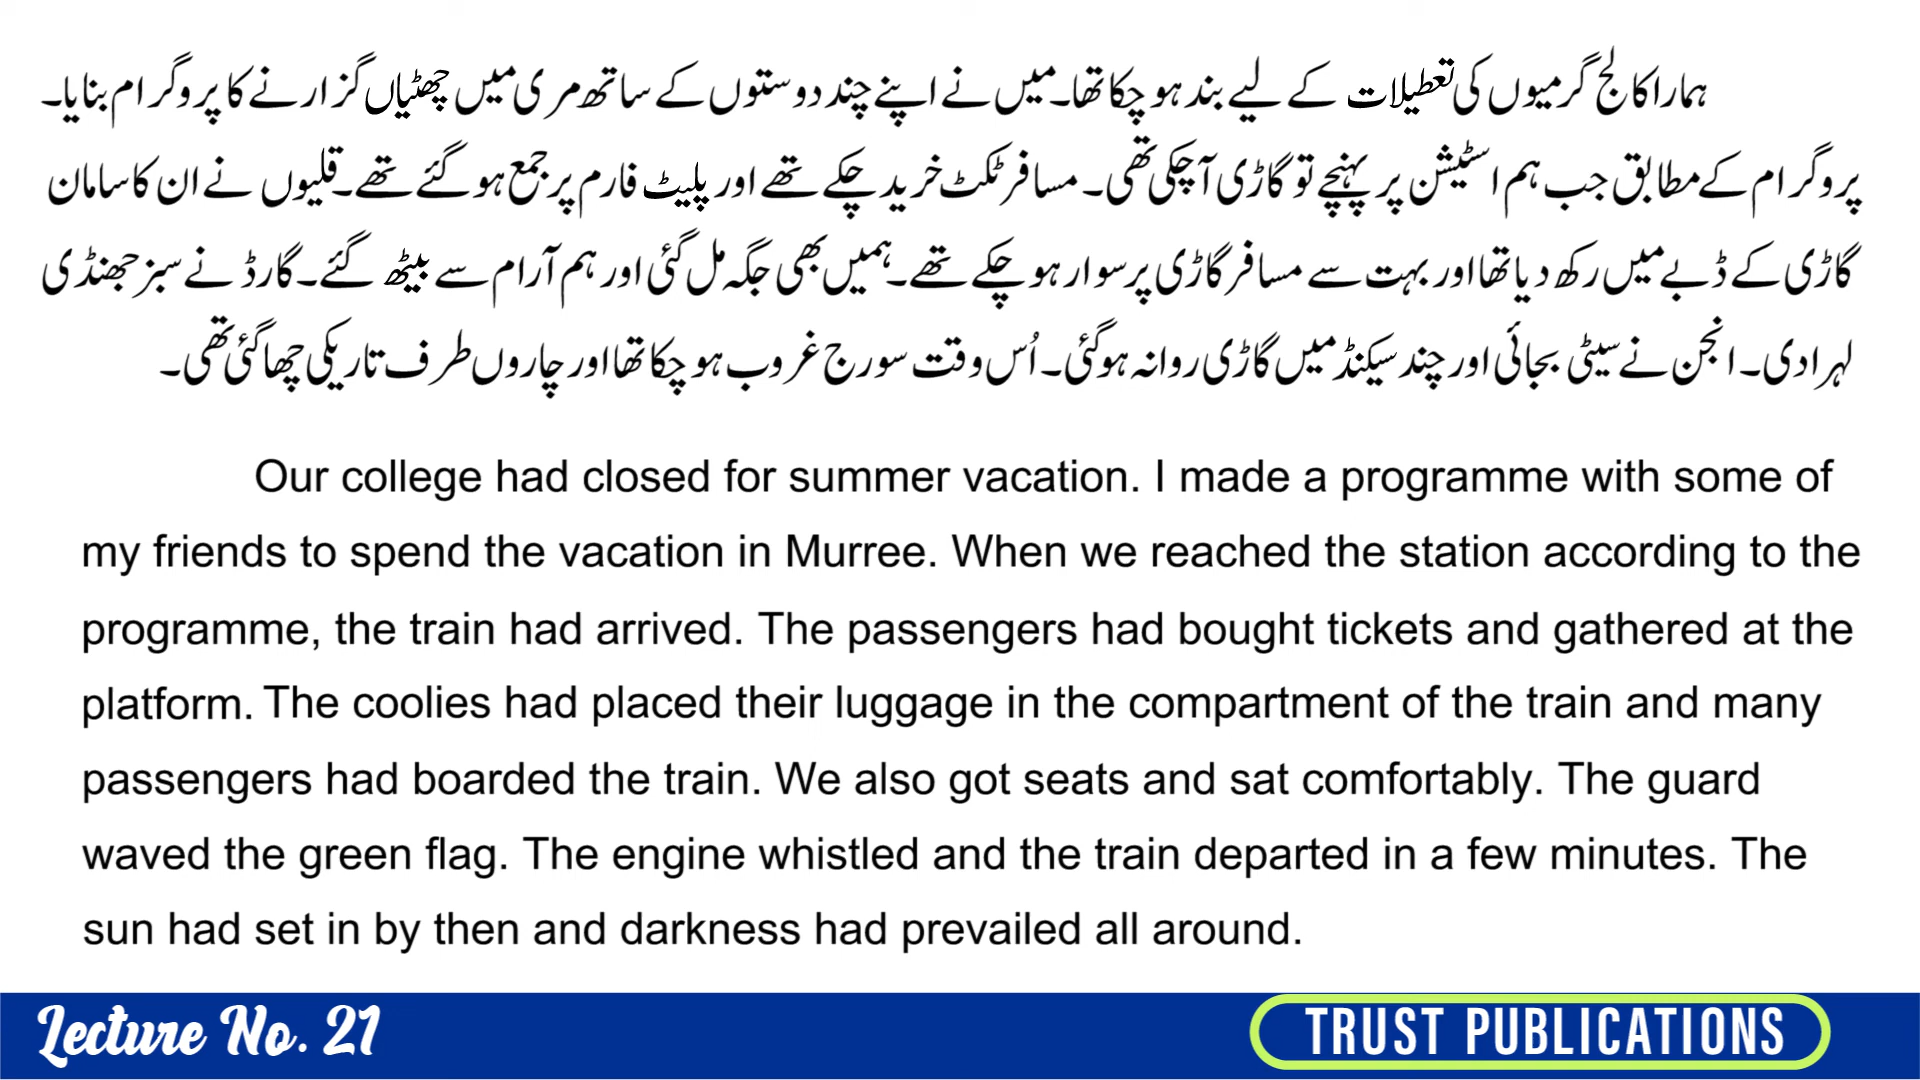 ہمارا کالج گرمیوں کی تعطیلات کے لیے بند ہو چکا تھا۔ میں نے اپنے چند دوستوں کے ساتھ مری میں چھٹیاں گزارنے کا پروگرام بنایا۔
پروگرام کے مطابق جب ہم اسٹیشن پر پہنچے تو گاڑی آ چکی تھی۔ مسافر ٹکٹ خرید چکے تھے اور پلیٹ فارم پر جمع ہو گئے تھے۔ قلیوں نے ان کا سامان
گاڑی کے ڈبے میں رکھ دیا تھا اور بہت سے مسافر گاڑی پر سوار ہو چکے تھے۔ ہمیں بھی جگہ مل گئی اور ہم آرام سے بیٹھ گئے۔ گارڈ نے سبز جھنڈی
لہرا دی۔ انجن نے سیٹی بجائی اور چند سیکنڈ میں گاڑی روانہ ہو گئی۔ اُس وقت سورج غروب ہو چکا تھا اور چاروں طرف تاریکی چھا گئی تھی۔
Our college had closed for summer vacation. I made a programme with some of
my friends to spend the vacation in Murree. When we reached the station according to the
programme, the train had arrived. The passengers had bought tickets and gathered at the
platform. The coolies had placed their luggage in the compartment of the train and many
passengers had boarded the train. We also got seats and sat comfortably. The guard
waved the green flag. The engine whistled and the train departed in a few minutes. The
sun had set in by then and darkness had prevailed all around.
Lecture No. 21
TRUST PUBLICATIONS